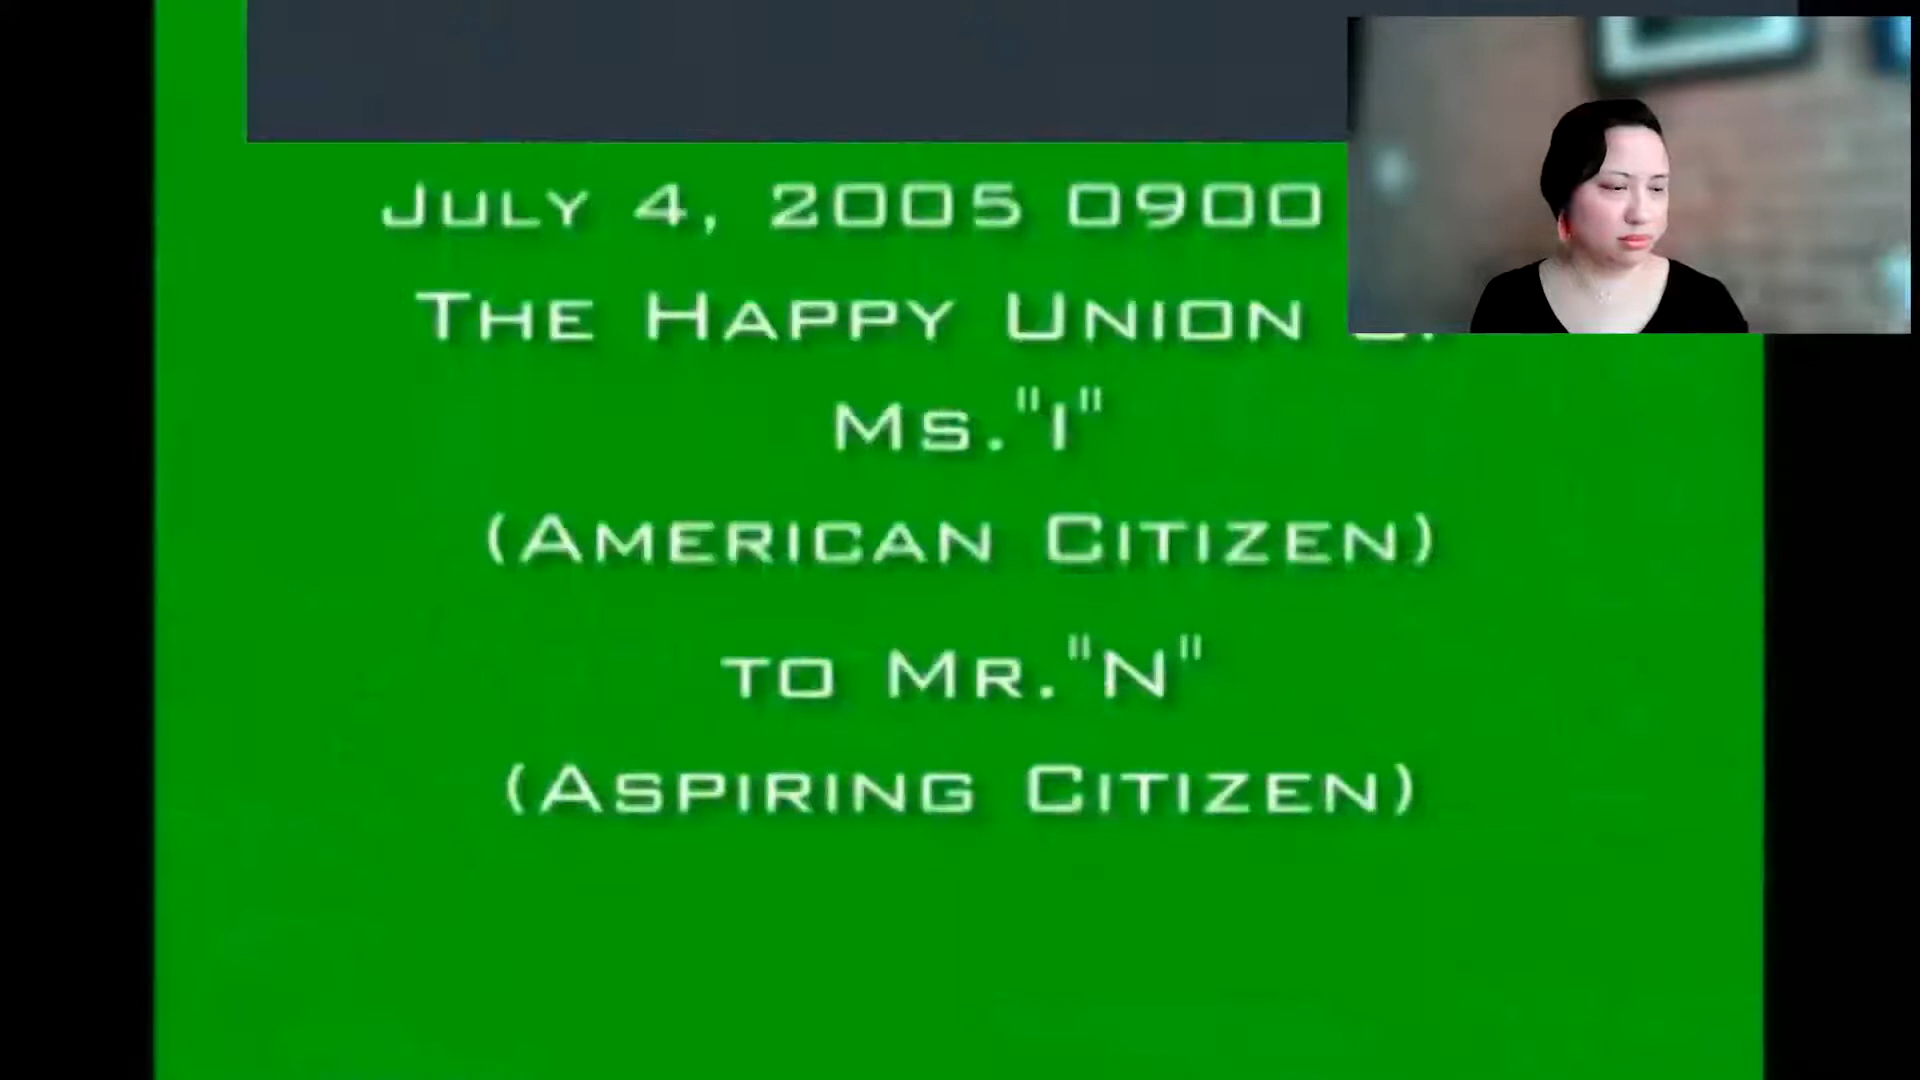 July 4, 2005 0900
The Happy Union
Ms."I"
(American Citizen)
to Mr."N"
(Aspiring Citizen)